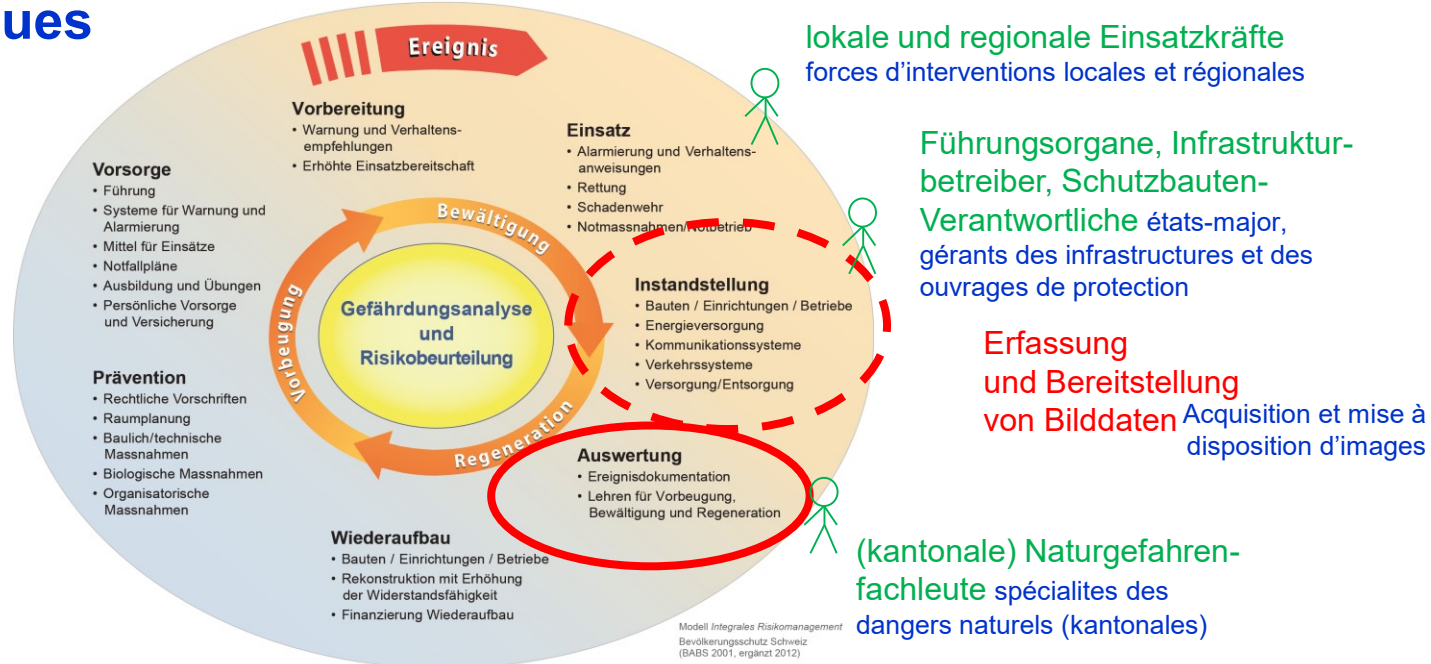 ues
Ereignis
Vorbereitung
• Warnung und Verhaltens-
empfehlungen
• Erhöhte Einsatzbereitschaft
Einsatz
• Alarmierung und Verhaltens-
anweisungen
• Rettung
• Schadenwehr
• Notmassnahmen/Notbetrieb
Vorsorge
• Führung
• Systeme für Warnung und
Alarmierung
• Mittel für Einsätze
• Notfallpläne
• Ausbildung und Übungen
• Persönliche Vorsorge
und Versicherung
Prävention
• Rechtliche Vorschriften
• Raumplanung
• Baulich/technische
Massnahmen
• Biologische Massnahmen
• Organisatorische
Massnahmen
Bewältigung
Vorbeugung
Regeneration
Gefährdungsanalyse
und
Risikobeurteilung
Instandstellung
• Bauten / Einrichtungen / Betriebe
• Energieversorgung
• Kommunikationssysteme
• Verkehrssysteme
• Versorgung/Entsorgung
Auswertung
• Ereignisdokumentation
• Lehren für Vorbeugung,
Bewältigung und Regeneration
Wiederaufbau
• Bauten / Einrichtungen / Betriebe
• Rekonstruktion mit Erhöhung
der Widerstandsfähigkeit
• Finanzierung Wiederaufbau
Modell Integrales Risikomanagement
Bevölkerungsschutz Schweiz
(BABS 2001, ergänzt 2012)
lokale und regionale Einsatzkräfte
forces d'interventions locales et régionales
Führungsorgane, Infrastruktur-
betreiber, Schutzbauten-
Verantwortliche états-major,
gérants des infrastructures et des
ouvrages de protection
Erfassung
und Bereitstellung
von Bilddaten Acquisition et mise à
disposition d'images
(kantonale) Naturgefahren-
fachleute spécialites des
dangers naturels (kantonales)